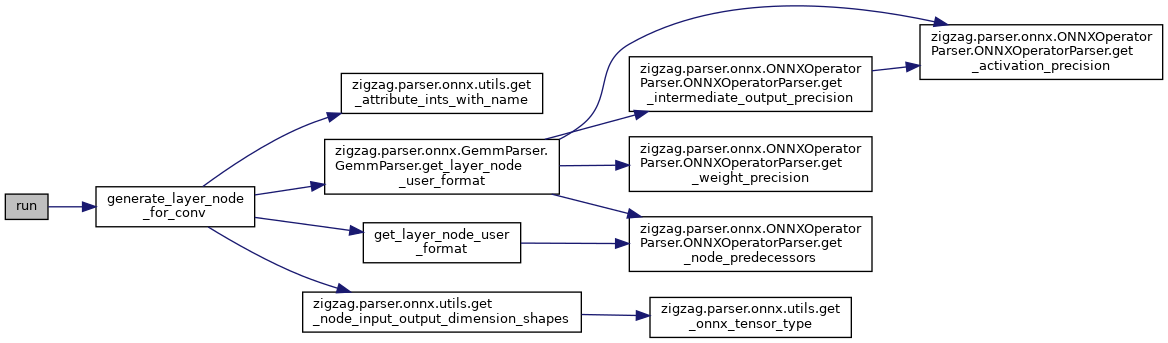 run
generate_layer_node
_for_conv
zigzag.parser.onnx.utils.get
_attribute_ints_with_name
zigzag.parser.onnx.GemmParser.
GemmParser.get_layer_node
_user_format
get_layer_node_user
_format
zigzag.parser.onnx.utils.get
_node_input_output_dimension_shapes
zigzag.parser.onnx.ONNXOperator
Parser.ONNXOperatorParser.get
_intermediate_output_precision
zigzag.parser.onnx.ONNXOperator
Parser.ONNXOperatorParser.get
_weight_precision
zigzag.parser.onnx.ONNXOperator
Parser.ONNXOperatorParser.get
_node_predecessors
zigzag.parser.onnx.utils.get
_onnx_tensor_type
zigzag.parser.onnx.ONNXOperator
Parser.ONNXOperatorParser.get
_activation_precision